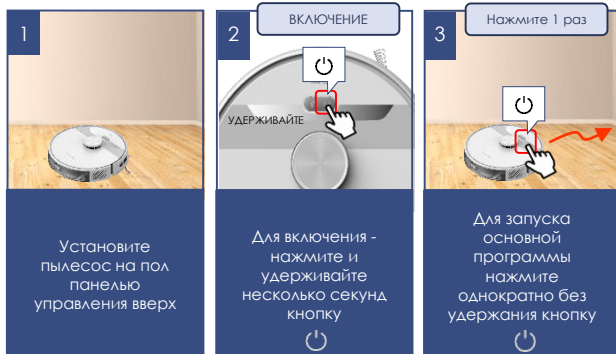 1
Установите
пылесос на пол
панелью
управления вверх
2
ВКЛЮЧЕНИЕ
УДЕРЖИВАЙТЕ
Для включения -
нажмите и
удерживайте
несколько секунд
кнопку
3
Нажмите 1 раз
Для запуска
основной
программы
нажмите
однократно без
удержания кнопку